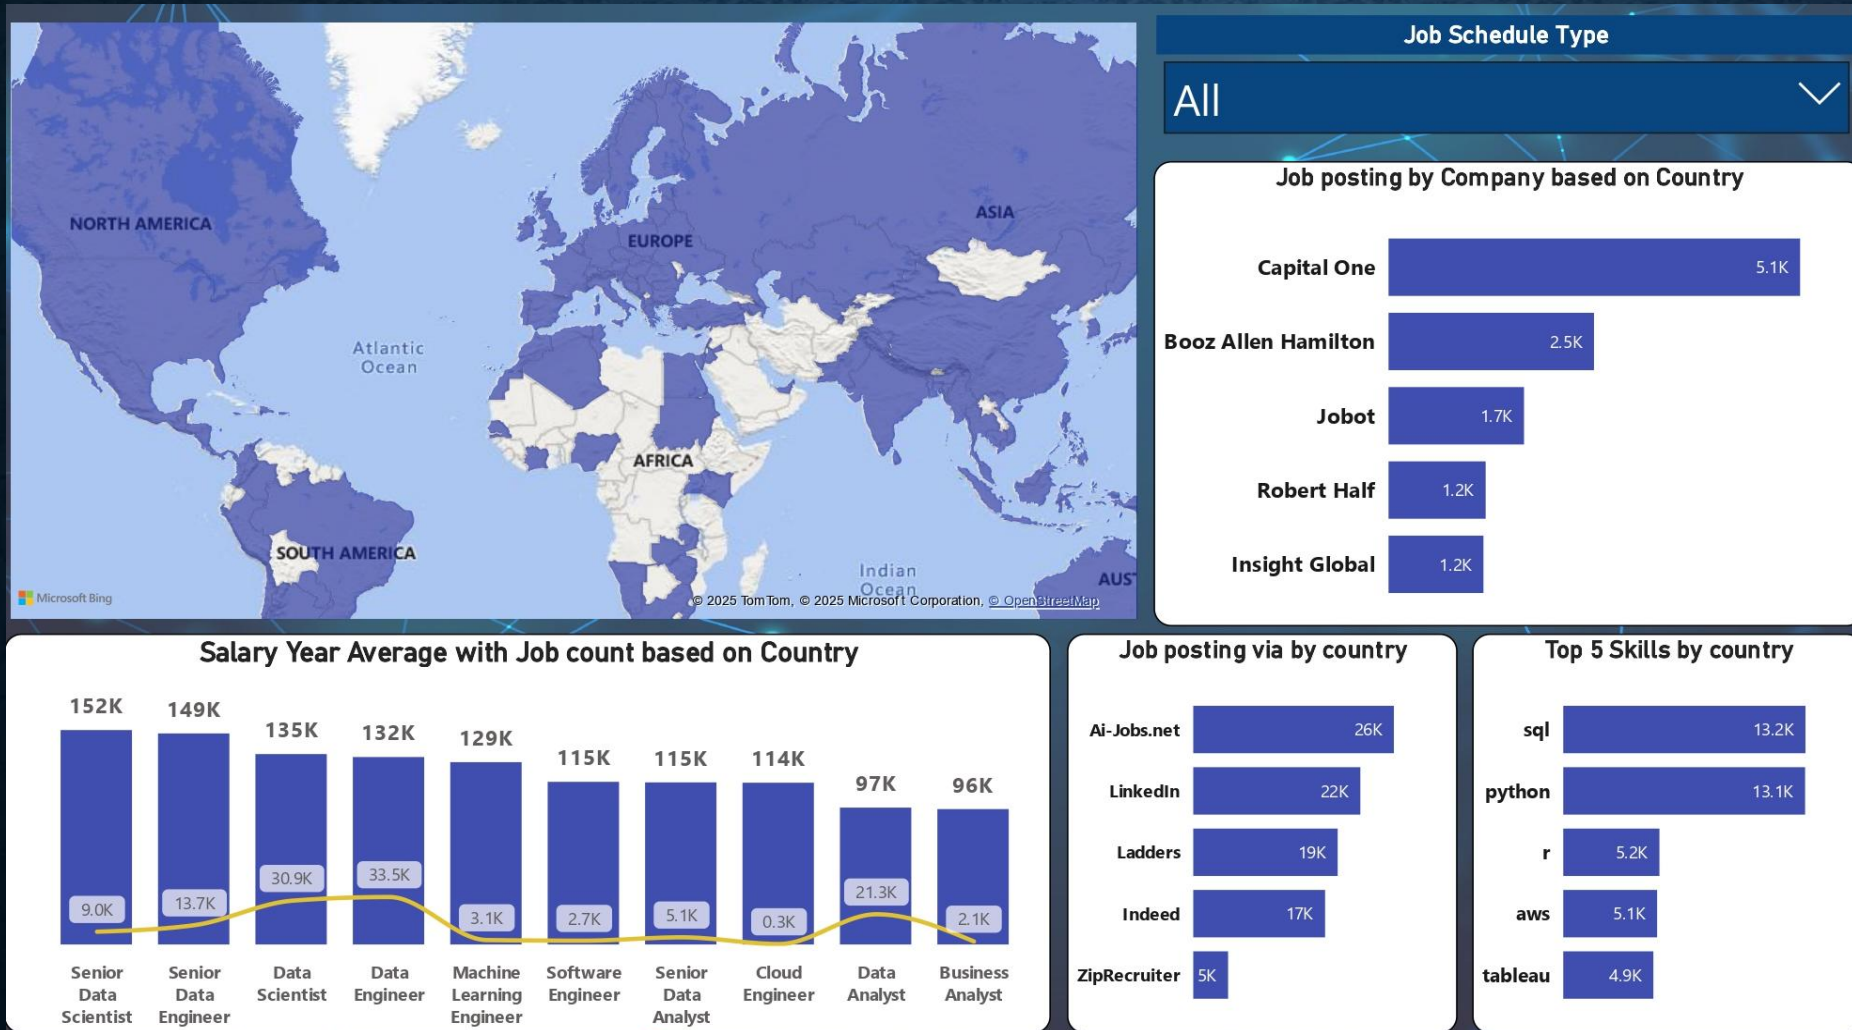 NORTH AMERICA
EUROPE
ASIA
Atlantic
Ocean
AFRICA
SOUTH AMERICA
Indian
Ocean
AUST
Microsoft Bing
© 2025 TomTom, © 2025 Microsoft Corporation, © OpenStreetMap
Job Schedule Type
All
Job posting by Company based on Country
Capital One 5.1K
Booz Allen Hamilton 2.5K
Jobot 1.7K
Robert Half 1.2K
Insight Global 1.2K
Salary Year Average with Job count based on Country
152K 149K 135K 132K 129K 115K 115K 114K 97K 96K
9.0K 13.7K 30.9K 33.5K 3.1K 2.7K 5.1K 0.3K 21.3K 2.1K
Senior Data Scientist
Senior Data Engineer
Data Scientist
Data Engineer
Machine Learning Engineer
Software Engineer
Senior Data Analyst
Cloud Engineer
Data Analyst
Business Analyst
Job posting via by country
Ai-Jobs.net 26K
LinkedIn 22K
Ladders 19K
Indeed 17K
ZipRecruiter 5K
Top 5 Skills by country
sql 13.2K
python 13.1K
r 5.2K
aws 5.1K
tableau 4.9K